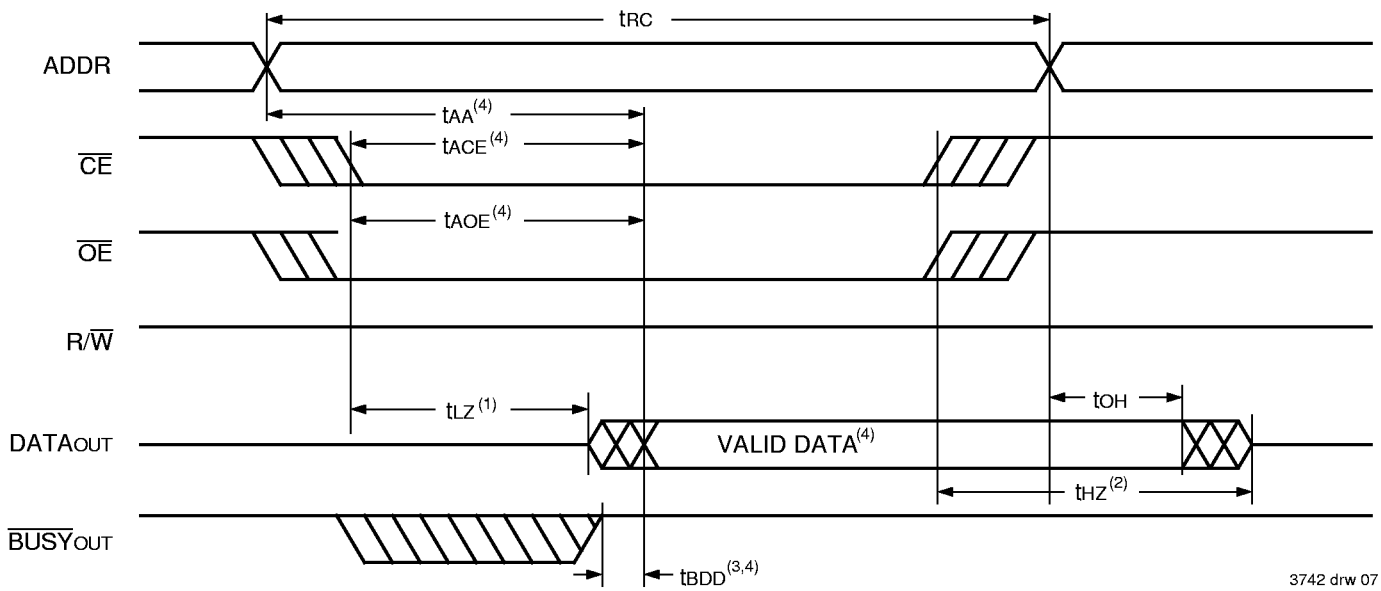 tRC
ADDR
tAA(4)
CE
tACE(4)
tAOE(4)
OE
R/W
tLZ(1)
tOH
DATAOUT
VALID DATA(4)
tHZ(2)
BUSYOUT
tBDD(3,4)
3742 drw 07